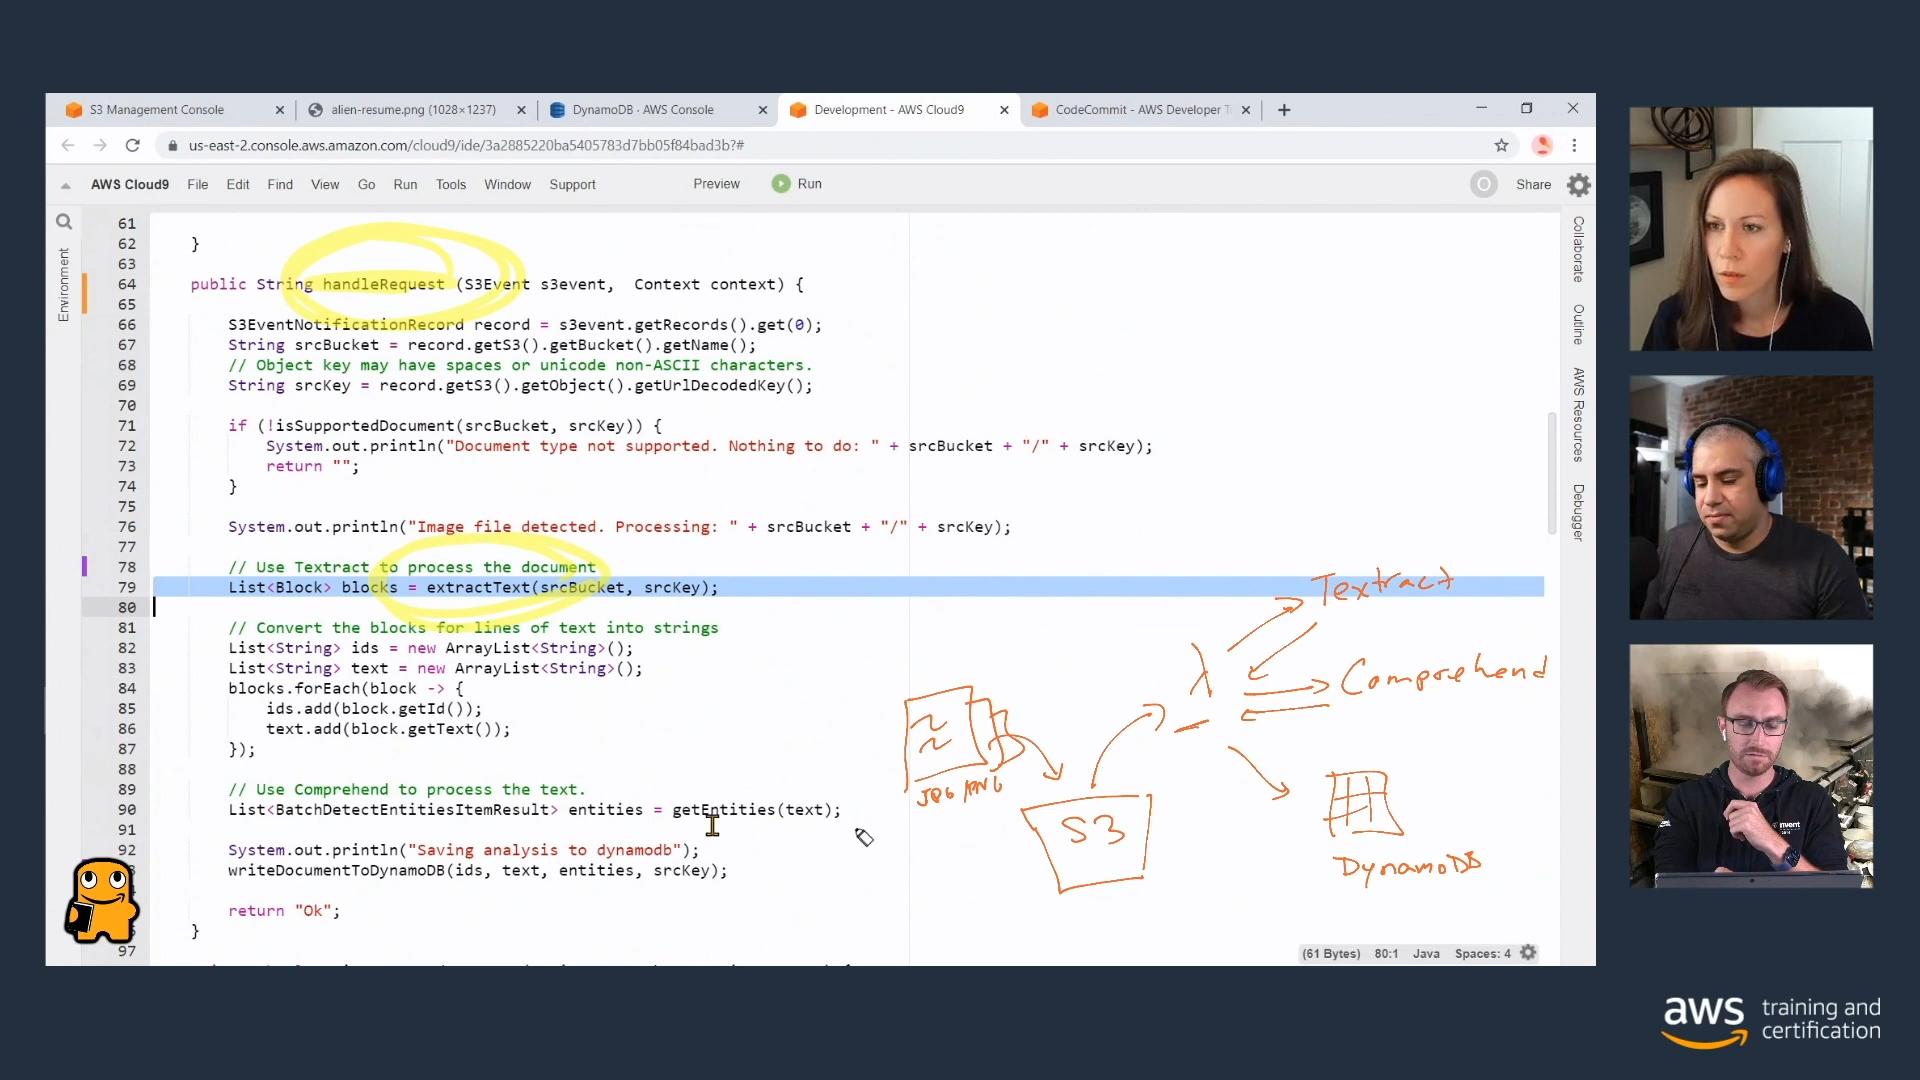 S3 Management Console
alien-resume.png (1028×1237)
DynamoDB · AWS Console
Development - AWS Cloud9
CodeCommit - AWS Developer T
us-east-2.console.aws.amazon.com/cloud9/ide/3a2885220ba5405783d7bb05f84bad3b?#
AWS Cloud9 File Edit Find View Go Run Tools Window Support Preview Run O Share
Environment
61
62 }
63
64 public String handleRequest (S3Event s3event, Context context) {
65
66 S3EventNotificationRecord record = s3event.getRecords().get(0);
67 String srcBucket = record.getS3().getBucket().getName();
68 // Object key may have spaces or unicode non-ASCII characters.
69 String srcKey = record.getS3().getObject().getUrlDecodedKey();
70
71 if (!isSupportedDocument(srcBucket, srcKey)) {
72 System.out.println("Document type not supported. Nothing to do: " + srcBucket + "/" + srcKey);
73 return "";
74 }
75
76 System.out.println("Image file detected. Processing: " + srcBucket + "/" + srcKey);
77
78 // Use Textract to process the document
79 List<Block> blocks = extractText(srcBucket, srcKey);
80
81 // Convert the blocks for lines of text into strings
82 List<String> ids = new ArrayList<String>();
83 List<String> text = new ArrayList<String>();
84 blocks.forEach(block -> {
85 ids.add(block.getId());
86 text.add(block.getText());
87 });
88
89 // Use Comprehend to process the text.
90 List<BatchDetectEntitiesItemResult> entities = getEntities(text);
91
92 System.out.println("Saving analysis to dynamodb");
writeDocumentToDynamoDB(ids, text, entities, srcKey);
return "Ok";
}
97
Textract
λ
Comprehend
JPG/PNG
S3
DynamoDB
Collaborate
Outline
AWS Resources
Debugger
(61 Bytes) 80:1 Java Spaces: 4
aws training and
certification